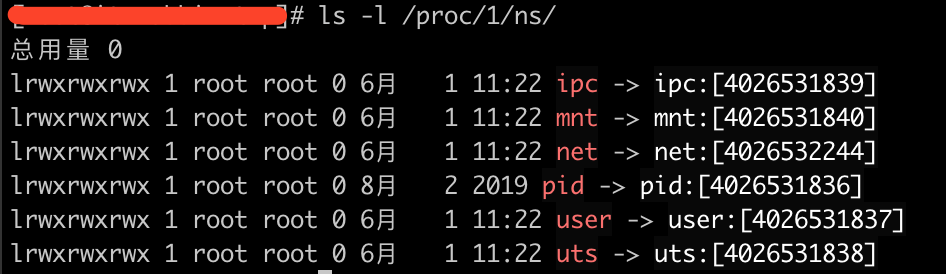 ]# ls -l /proc/1/ns/
总用量 0
lrwxrwxrwx 1 root root 0 6月   1 11:22 ipc -> ipc:[4026531839]
lrwxrwxrwx 1 root root 0 6月   1 11:22 mnt -> mnt:[4026531840]
lrwxrwxrwx 1 root root 0 6月   1 11:22 net -> net:[4026532244]
lrwxrwxrwx 1 root root 0 8月   2 2019 pid -> pid:[4026531836]
lrwxrwxrwx 1 root root 0 6月   1 11:22 user -> user:[4026531837]
lrwxrwxrwx 1 root root 0 6月   1 11:22 uts -> uts:[4026531838]